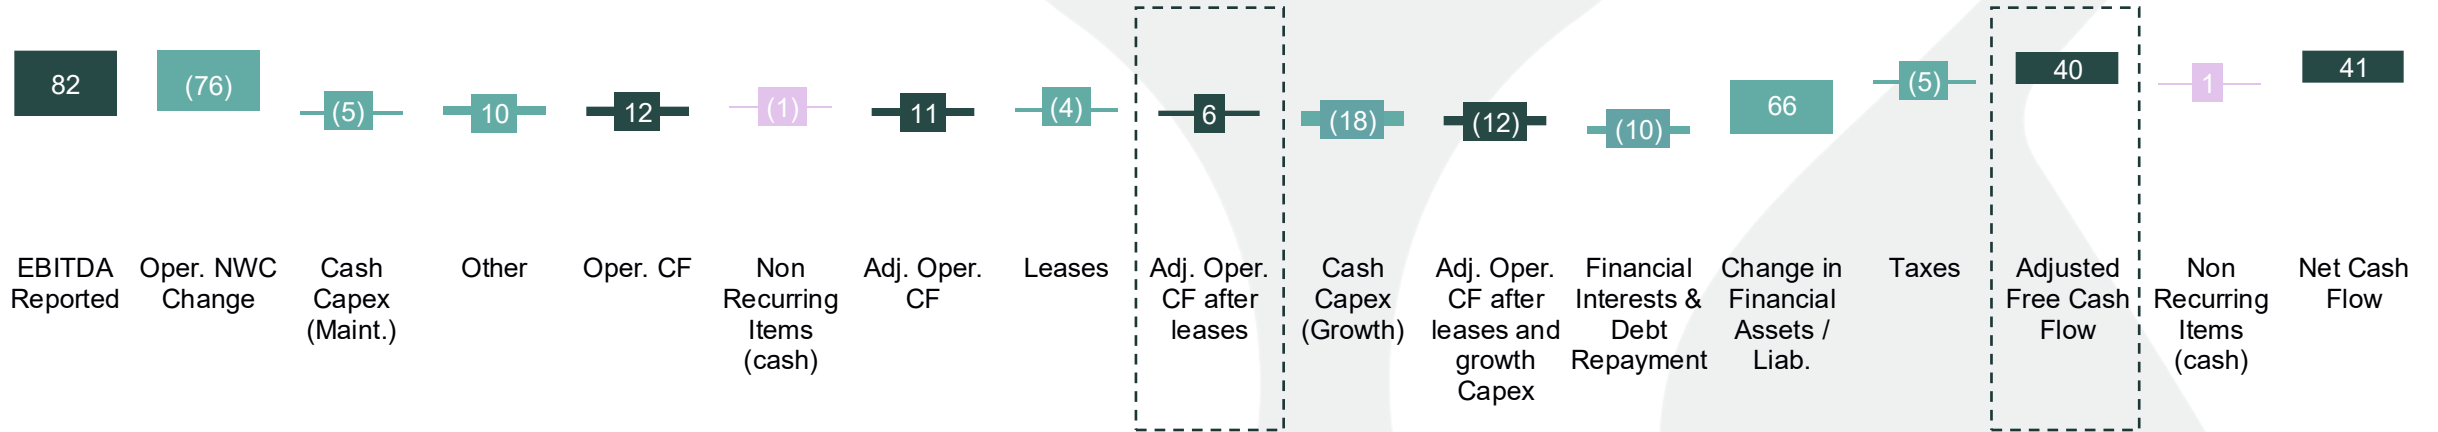 82
(76)
(5)
10
12
(1)
11
(4)
6
(18)
(12)
(10)
66
(5)
40
1
41
EBITDA
Reported
Oper. NWC
Change
Cash
Capex
(Maint.)
Other
Oper. CF
Non
Recurring
Items
(cash)
Adj. Oper.
CF
Leases
Adj. Oper.
CF after
leases
Cash
Capex
(Growth)
Adj. Oper.
CF after
leases and
growth
Capex
Financial
Interests &
Debt
Repayment
Change in
Financial
Assets /
Liab.
Taxes
Adjusted
Free Cash
Flow
Non
Recurring
Items
(cash)
Net Cash
Flow